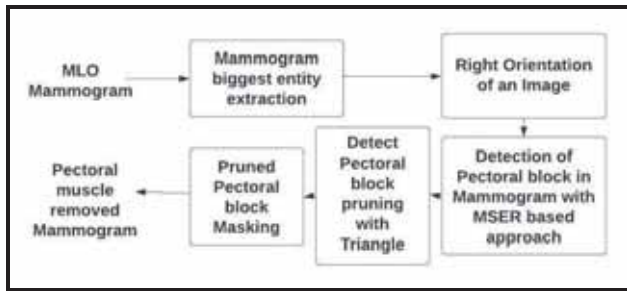 MLO
Mammogram
Mammogram
biggest entity
extraction
Right Orientation
of an Image
Detection of
Pectoral block in
Mammogram with
MSER based
approach
Detect
Pectoral
block
pruning
with
Triangle
Pruned
Pectoral
block
Masking
Pectoral
muscle
removed
Mammogram